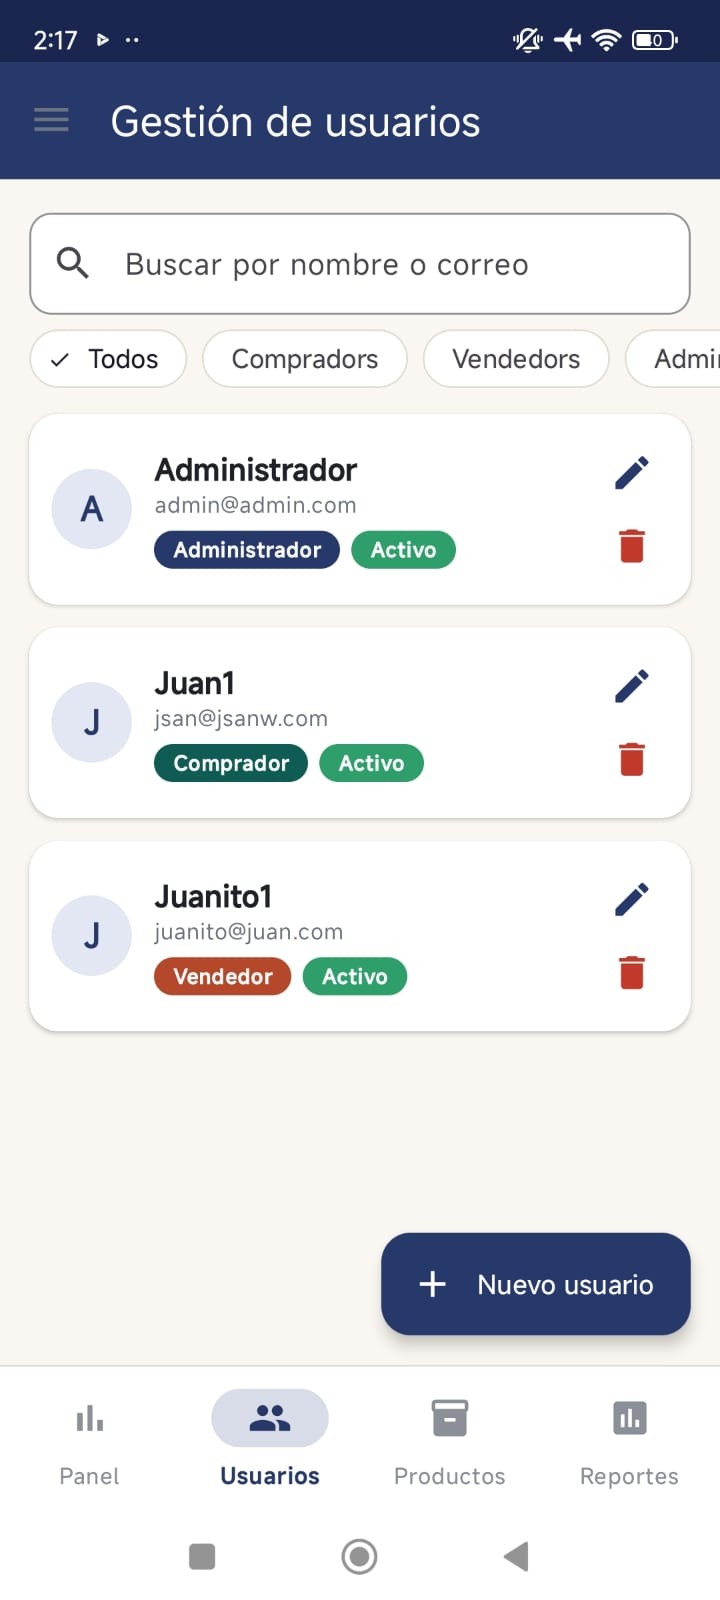 2:17
40
Gestión de usuarios
Buscar por nombre o correo
Todos Compradors Vendedors Admi
A
Administrador
admin@admin.com
Administrador Activo
J
Juan1
jsan@jsanw.com
Comprador Activo
J
Juanito1
juanito@juan.com
Vendedor Activo
+ Nuevo usuario
Panel Usuarios Productos Reportes